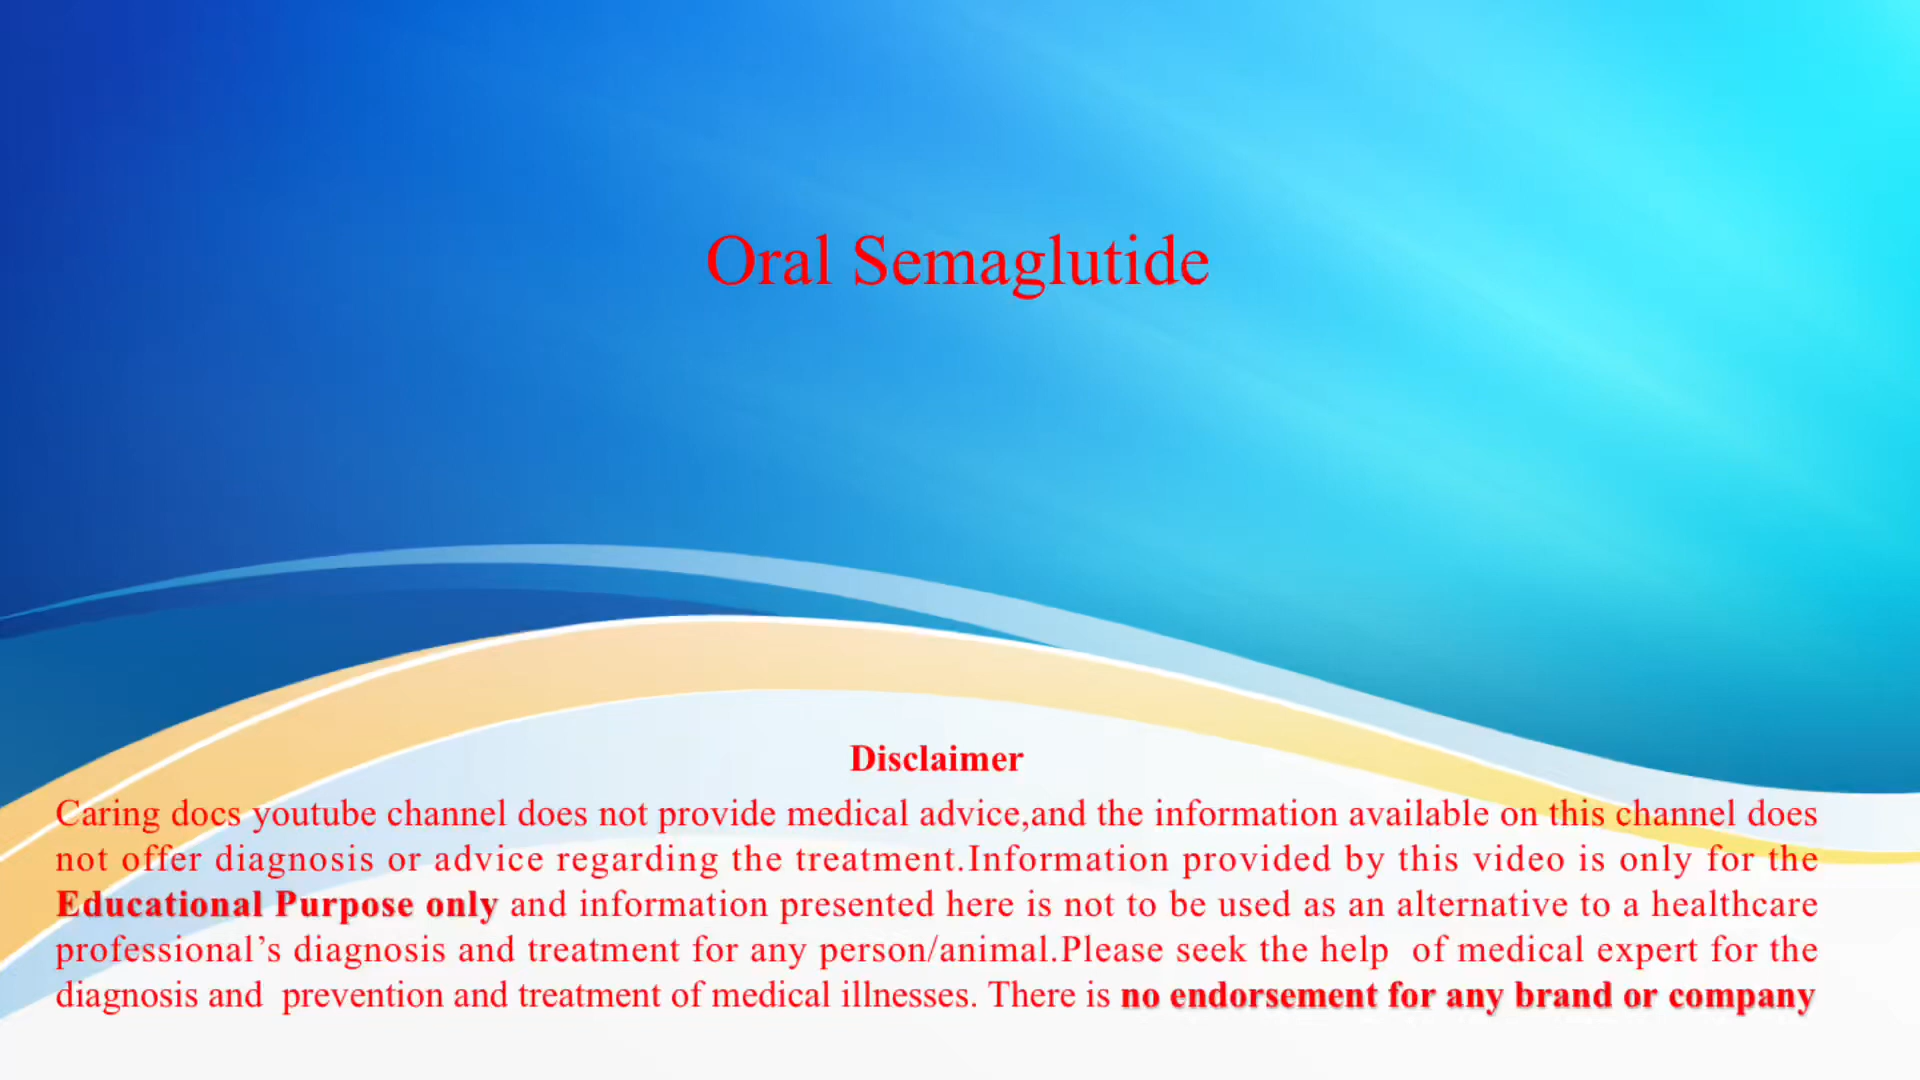 Oral Semaglutide
Disclaimer
Caring docs youtube channel does not provide medical advice,and the information available on this channel does
not offer diagnosis or advice regarding the treatment.Information provided by this video is only for the
Educational Purpose only and information presented here is not to be used as an alternative to a healthcare
professional’s diagnosis and treatment for any person/animal.Please seek the help  of medical expert for the
diagnosis and  prevention and treatment of medical illnesses. There is no endorsement for any brand or company